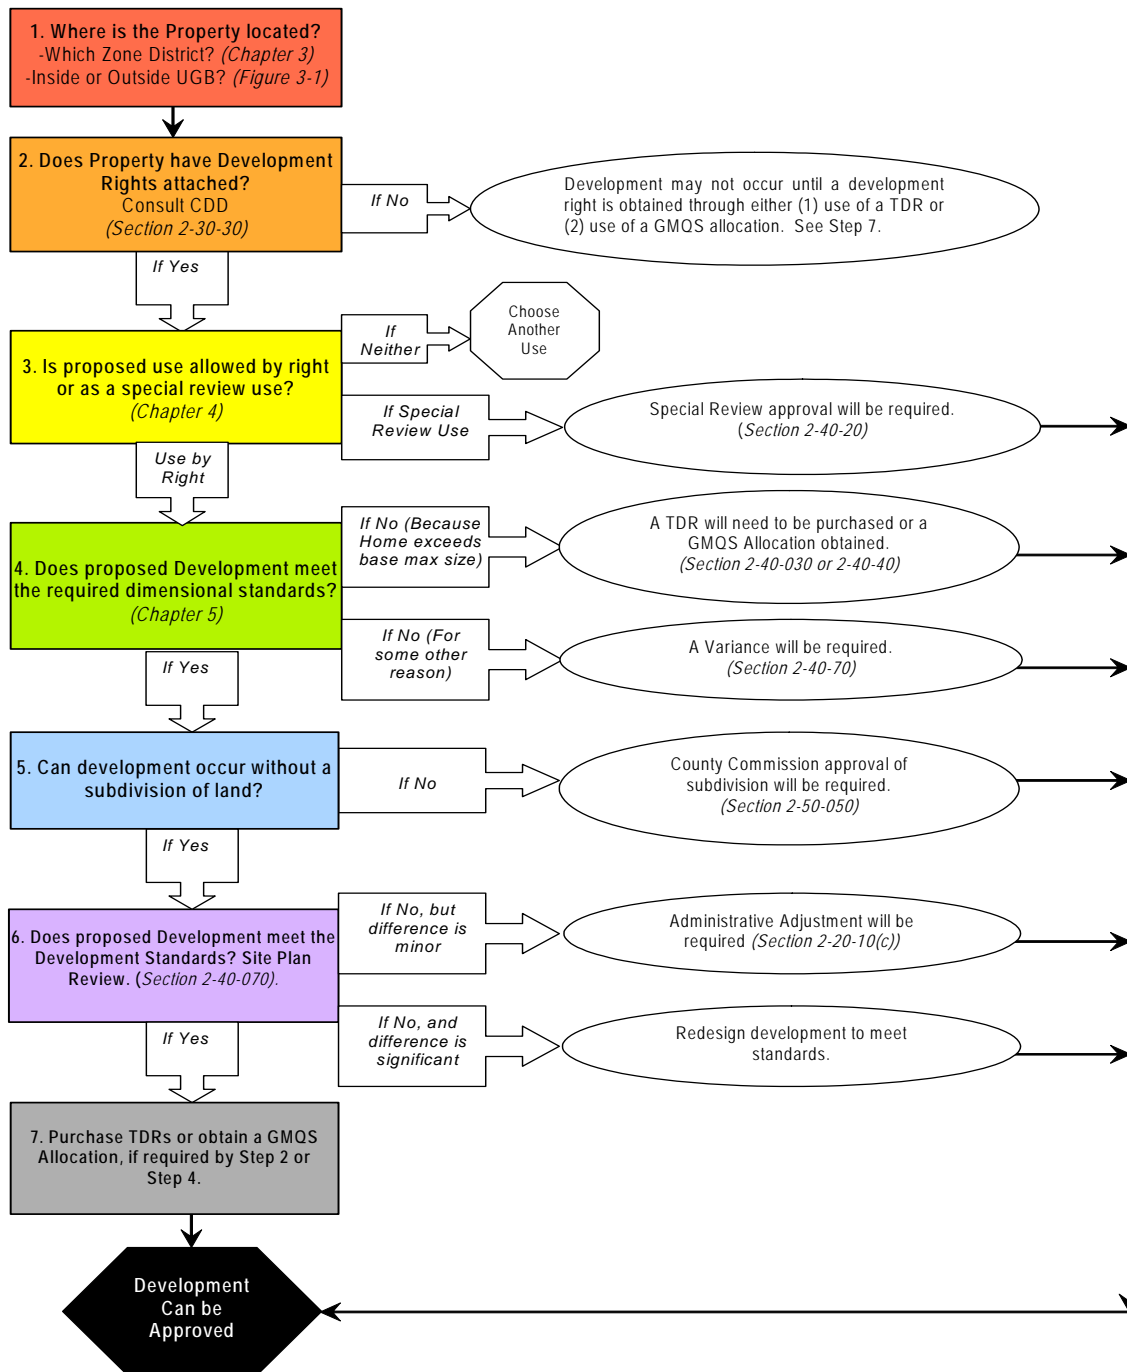 1. Where is the Property located?
-Which Zone District? (Chapter 3)
-Inside or Outside UGB? (Figure 3-1)
2. Does Property have Development
Rights attached?
Consult CDD
(Section 2-30-30)
If No
Development may not occur until a development
right is obtained through either (1) use of a TDR or
(2) use of a GMQS allocation. See Step 7.
If Yes
3. Is proposed use allowed by right
or as a special review use?
(Chapter 4)
If
Neither
Choose
Another
Use
If Special
Review Use
Special Review approval will be required.
(Section 2-40-20)
Use by
Right
4. Does proposed Development meet
the required dimensional standards?
(Chapter 5)
If No (Because
Home exceeds
base max size)
A TDR will need to be purchased or a
GMQS Allocation obtained.
(Section 2-40-030 or 2-40-40)
If No (For
some other
reason)
A Variance will be required.
(Section 2-40-70)
If Yes
5. Can development occur without a
subdivision of land?
If No
County Commission approval of
subdivision will be required.
(Section 2-50-050)
If Yes
6. Does proposed Development meet the
Development Standards? Site Plan
Review. (Section 2-40-070).
If No, but
difference is
minor
Administrative Adjustment will be
required (Section 2-20-10(c))
If No, and
difference is
significant
Redesign development to meet
standards.
If Yes
7. Purchase TDRs or obtain a GMQS
Allocation, if required by Step 2 or
Step 4.
Development
Can be
Approved